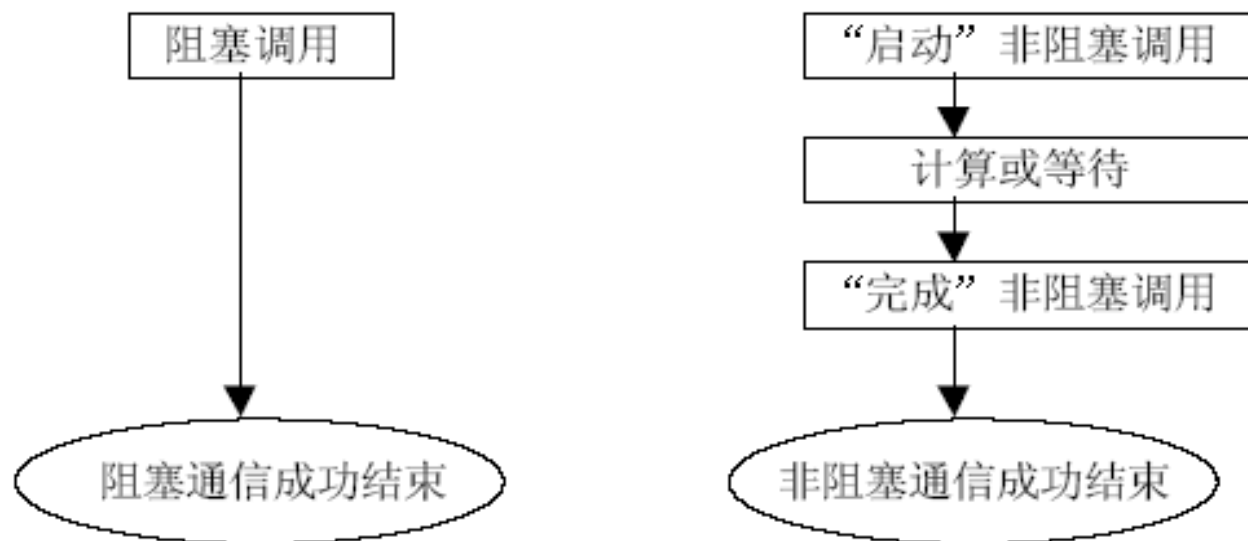 阻塞调用
“启动”非阻塞调用
计算或等待
“完成”非阻塞调用
阻塞通信成功结束
非阻塞通信成功结束